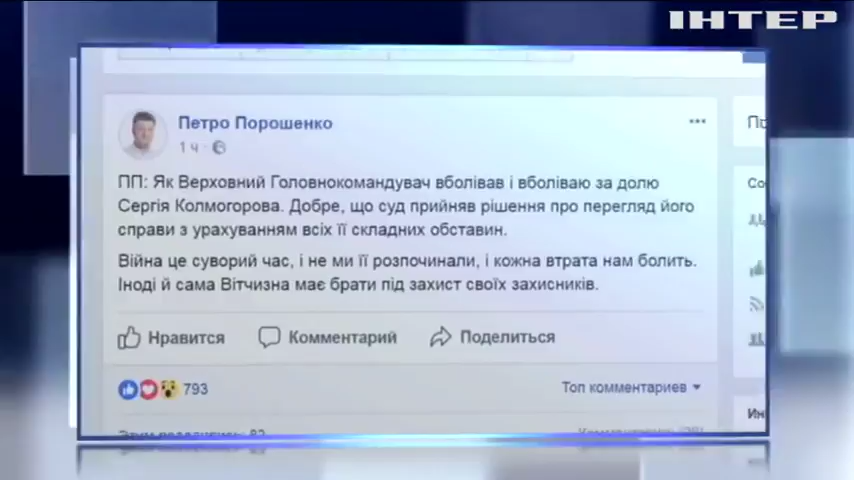 ІНТЕР
Петро Порошенко
1 ч ·
ПП: Як Верховний Головнокомандувач вболівав і вболіваю за долю
Сергія Колмогорова. Добре, що суд прийняв рішення про перегляд його
справи з урахуванням всіх її складних обставин.
Війна це суворий час, і не ми її розпочинали, і кожна втрата нам болить.
Іноді й сама Вітчизна має брати під захист своїх захисників.
Нравится Комментарий Поделиться
793 Топ комментариев